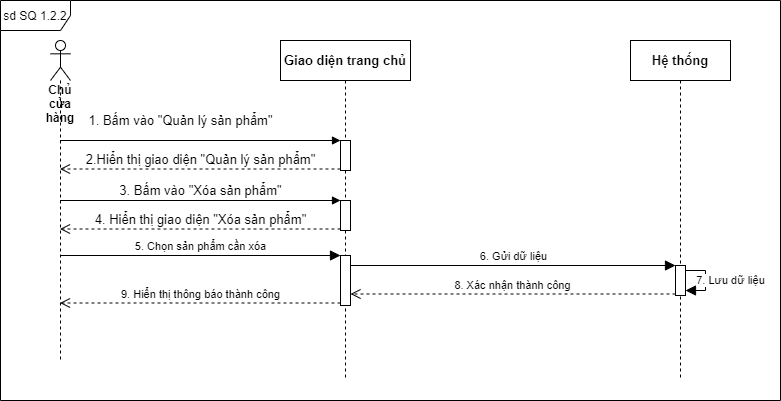 sd SQ 1.2.2
Giao diện trang chủ
Hệ thống
Chủ
cửa
hàng
1. Bấm vào "Quản lý sản phẩm"
2.Hiển thị giao diện "Quản lý sản phẩm"
3. Bấm vào "Xóa sản phẩm"
4. Hiển thị giao diện "Xóa sản phẩm"
5. Chọn sản phẩm cần xóa
6. Gửi dữ liệu
7. Lưu dữ liệu
8. Xác nhận thành công
9. Hiển thị thông báo thành công